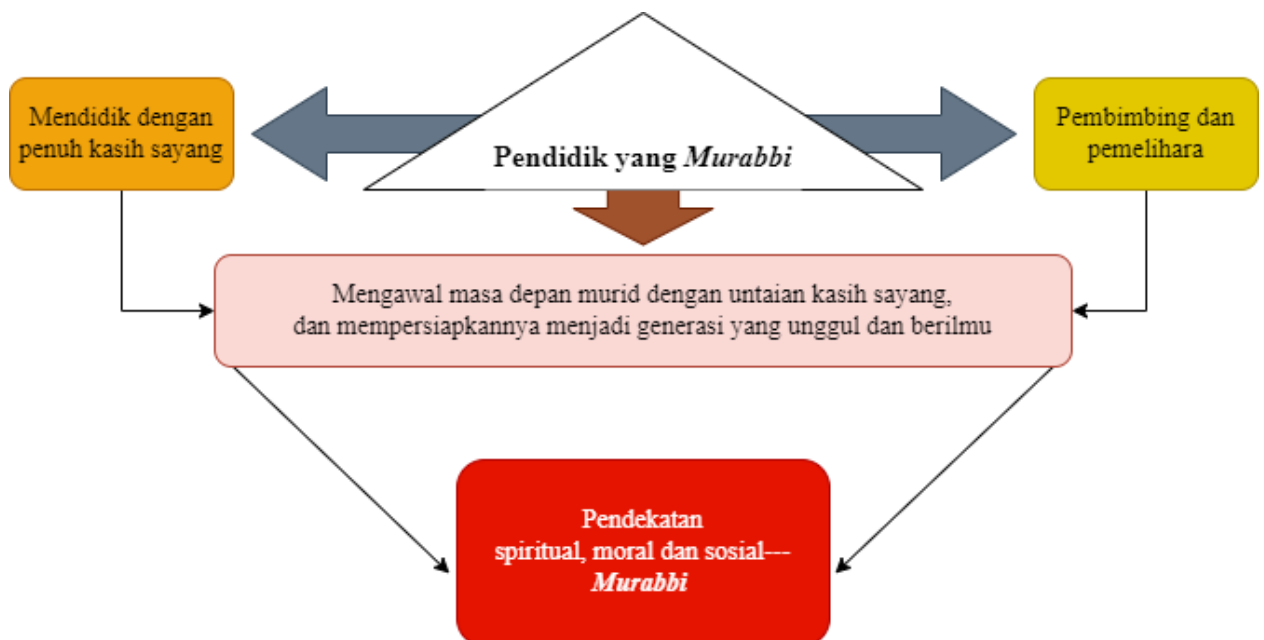 Pendidik yang Murabbi
Mendidik dengan
penuh kasih sayang
Pembimbing dan
pemelihara
Mengawal masa depan murid dengan untaian kasih sayang,
dan mempersiapkannya menjadi generasi yang unggul dan berilmu
Pendekatan
spiritual, moral dan sosial---
Murabbi